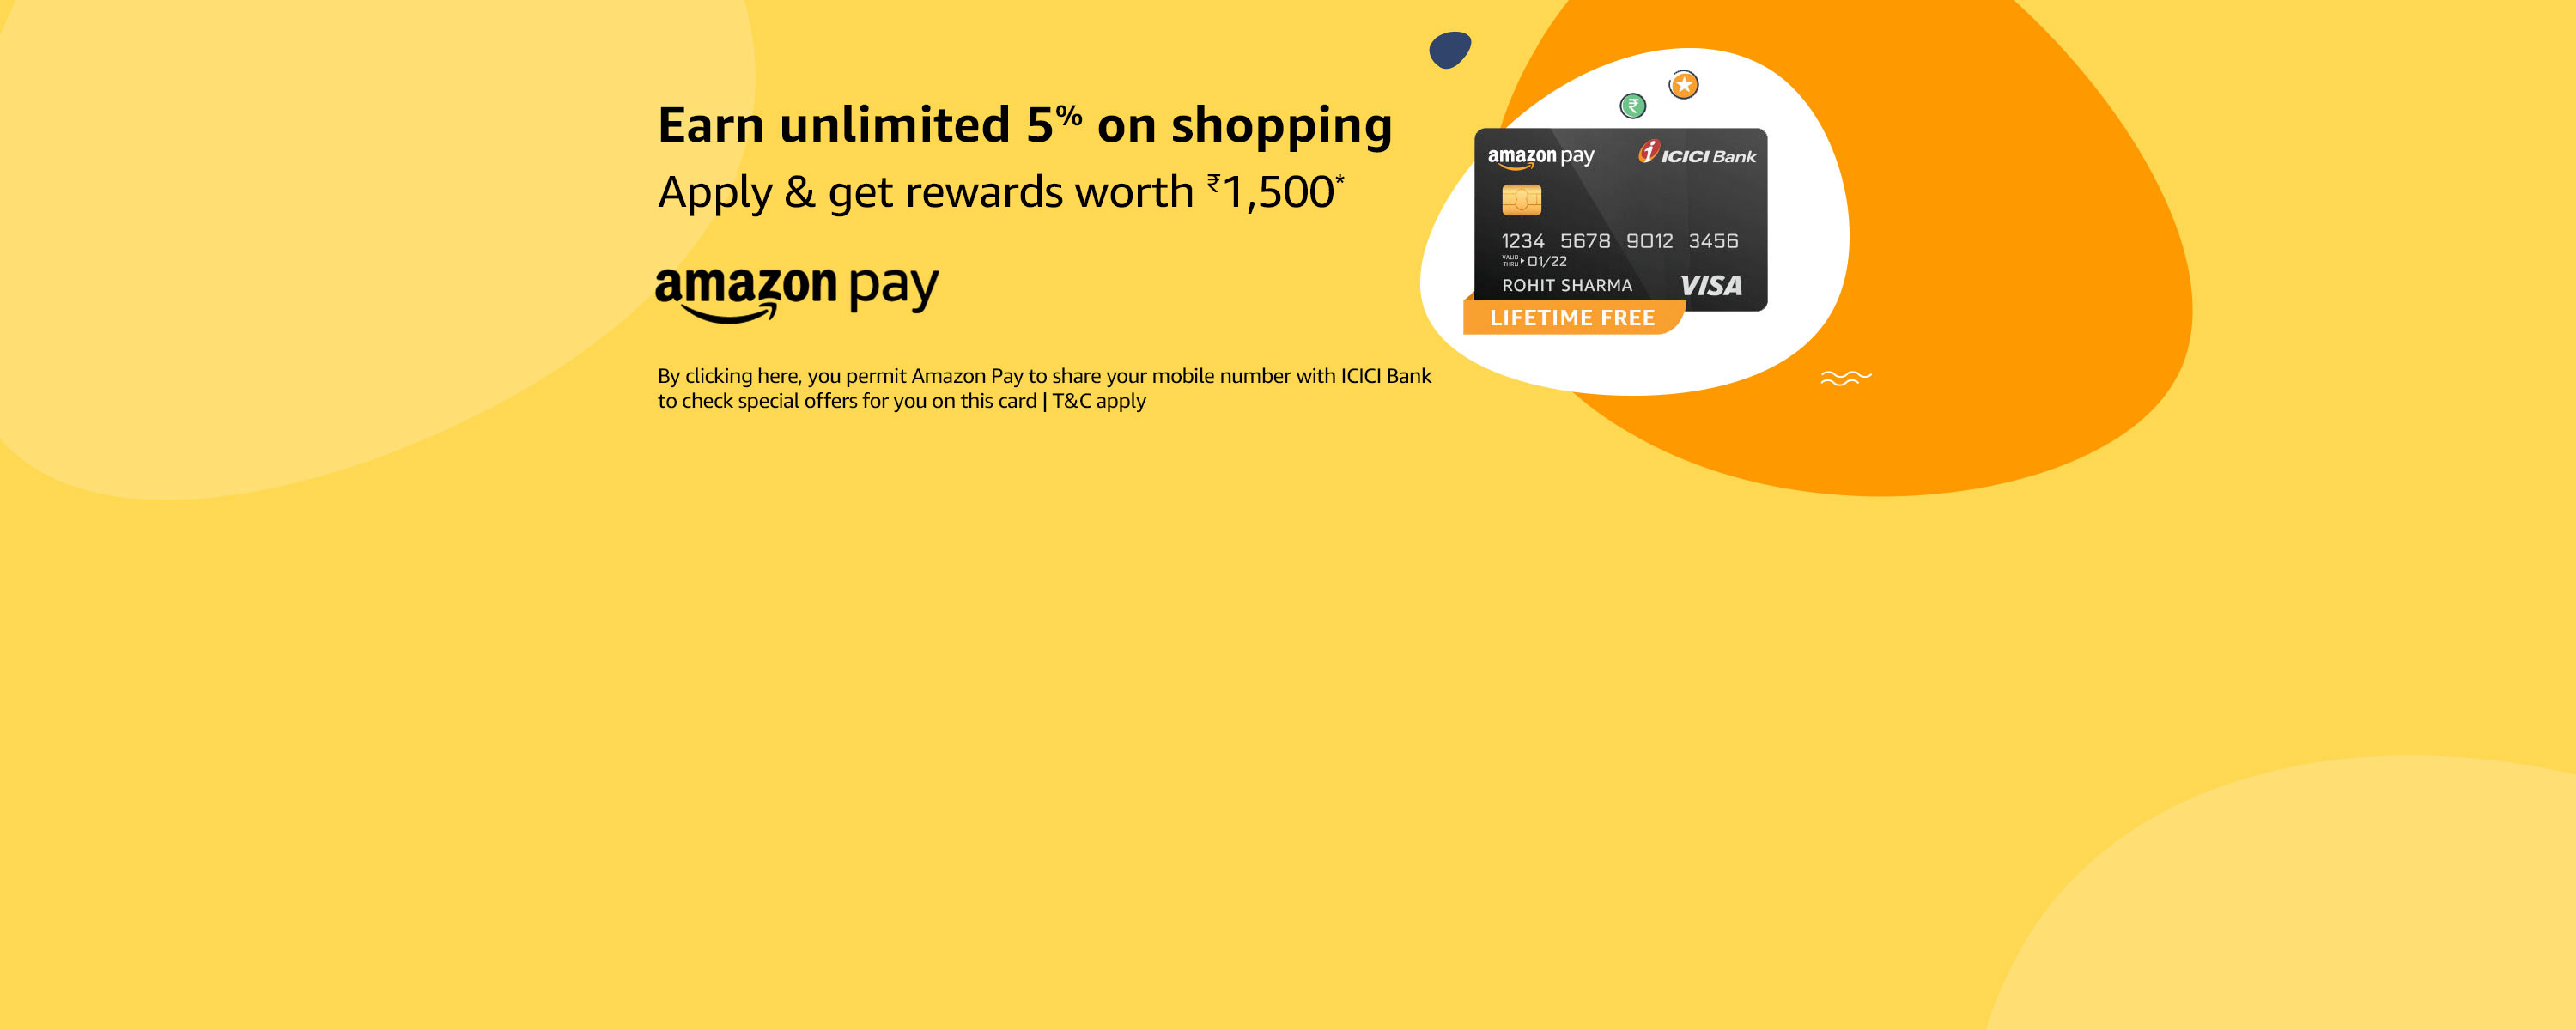 Earn unlimited 5% on shopping
Apply & get rewards worth ₹1,500*
amazon pay
By clicking here, you permit Amazon Pay to share your mobile number with ICICI Bank
to check special offers for you on this card | T&C apply
amazon pay
ICICI Bank
1234 5678 9012 3456
VALID THRU 01/22
ROHIT SHARMA
VISA
LIFETIME FREE